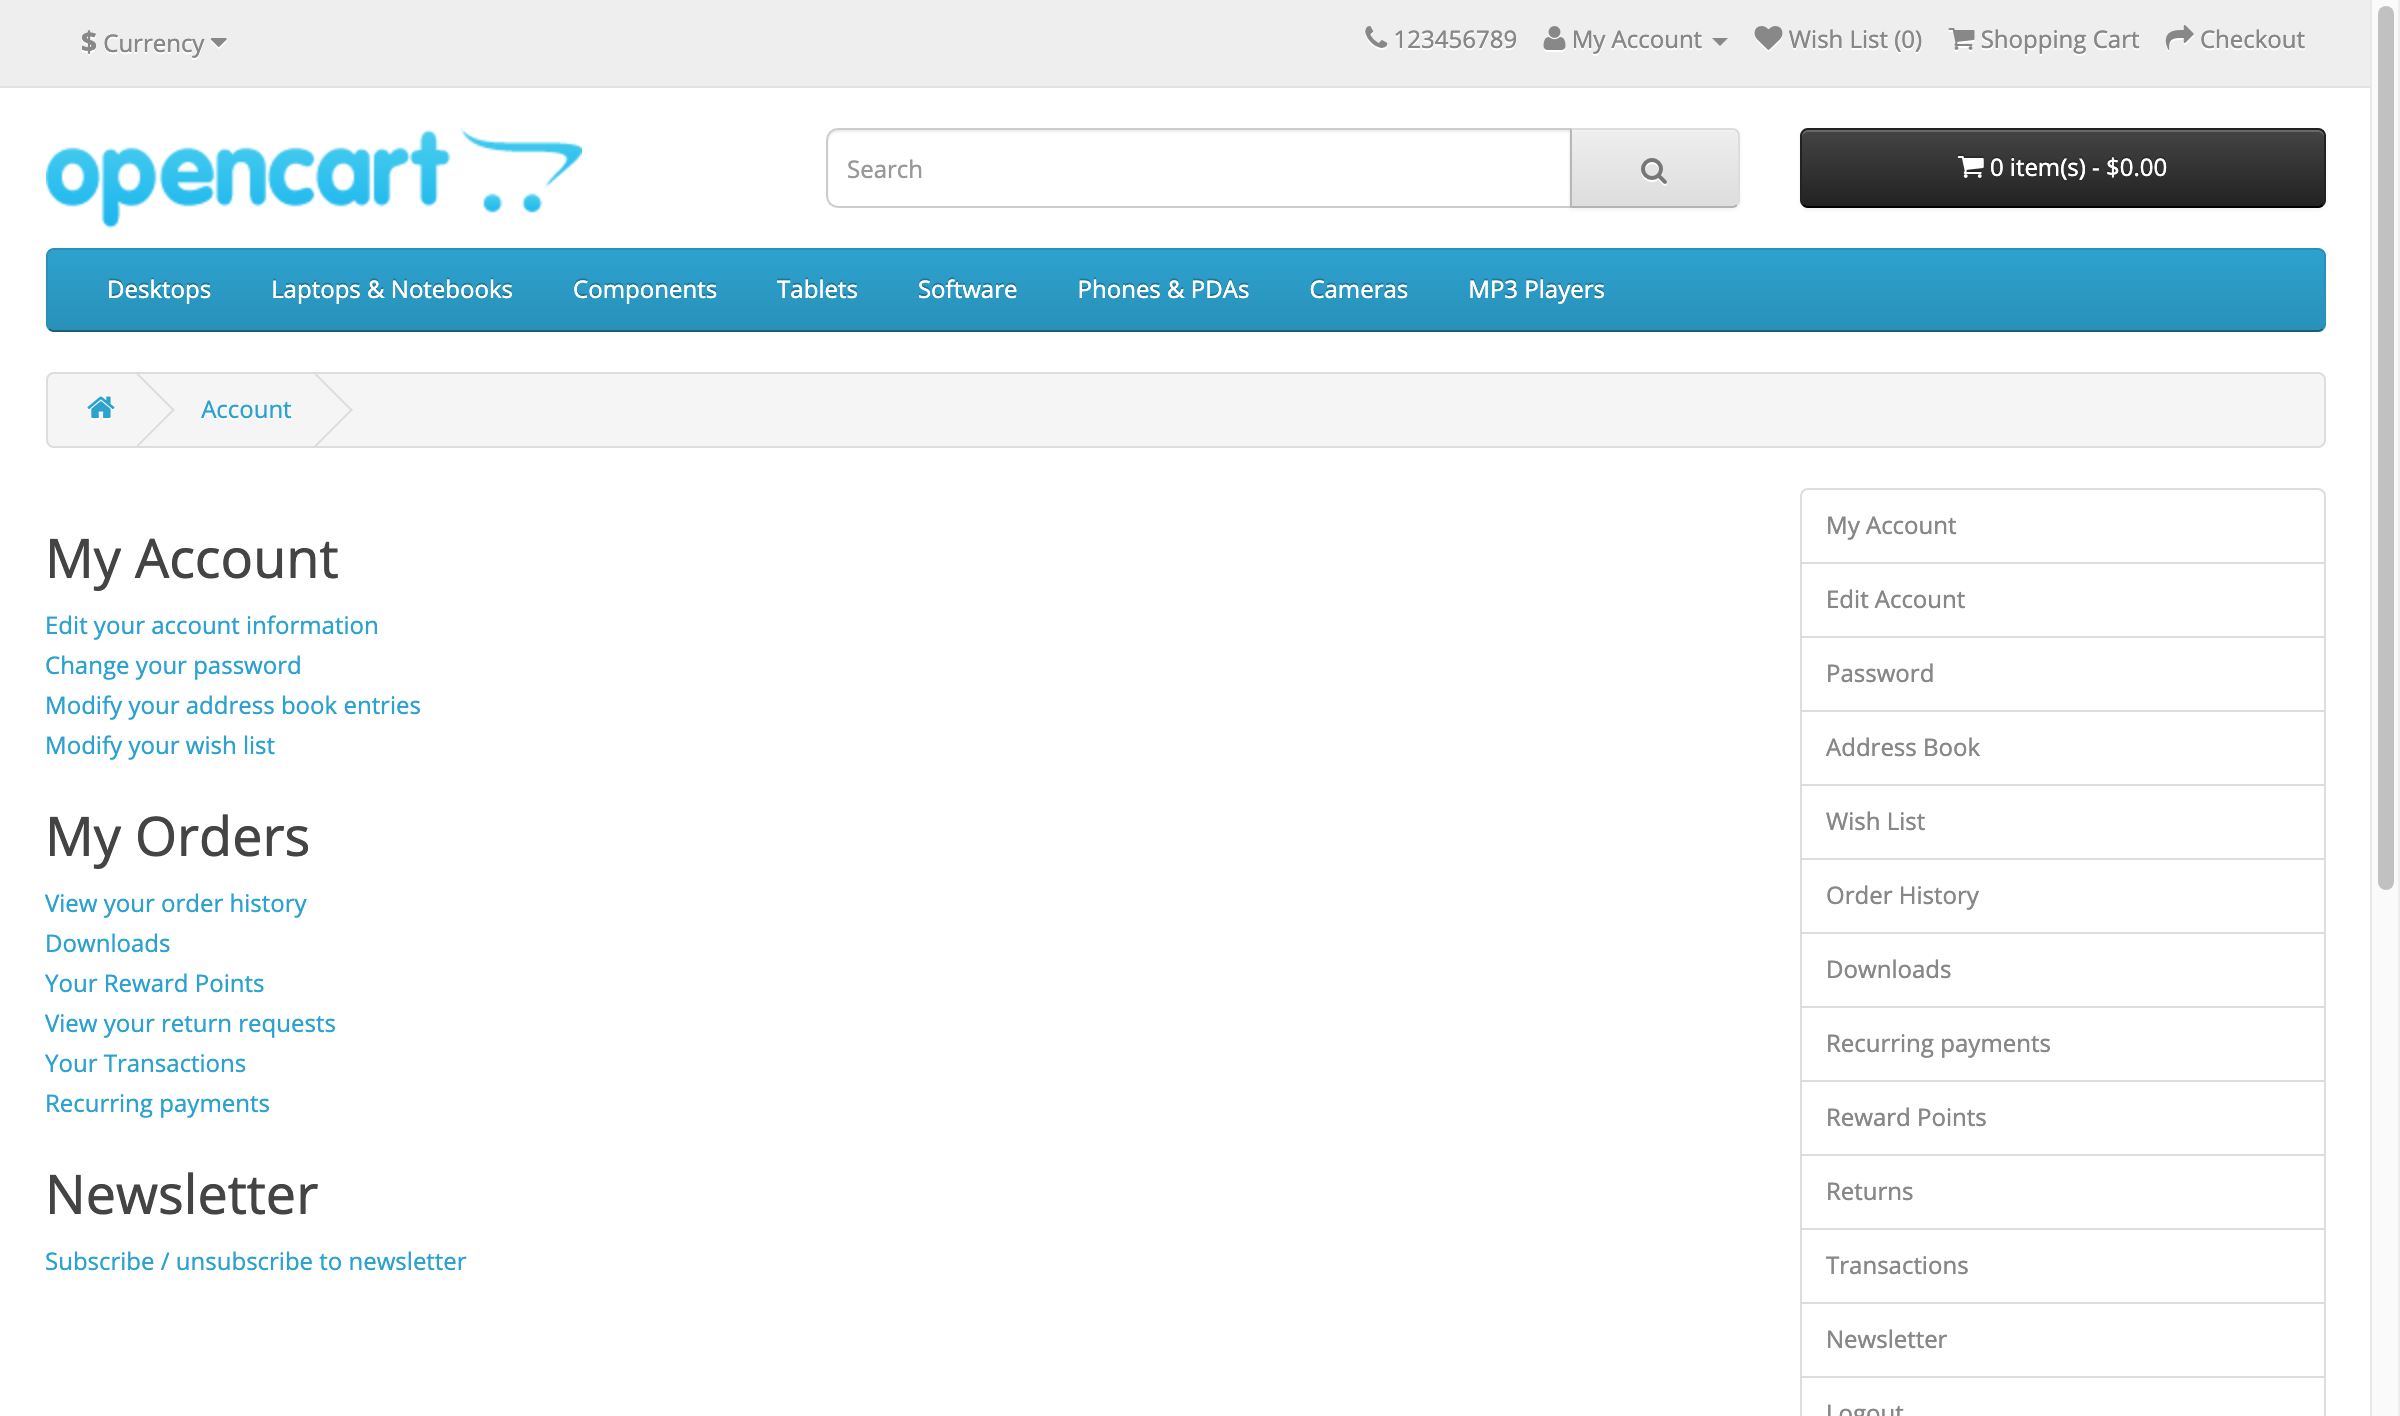 $ Currency
123456789 My Account Wish List (0) Shopping Cart Checkout
opencart
Search
0 item(s) - $0.00
Desktops Laptops & Notebooks Components Tablets Software Phones & PDAs Cameras MP3 Players
Account
My Account
Edit your account information
Change your password
Modify your address book entries
Modify your wish list
My Orders
View your order history
Downloads
Your Reward Points
View your return requests
Your Transactions
Recurring payments
Newsletter
Subscribe / unsubscribe to newsletter
My Account
Edit Account
Password
Address Book
Wish List
Order History
Downloads
Recurring payments
Reward Points
Returns
Transactions
Newsletter
Logout